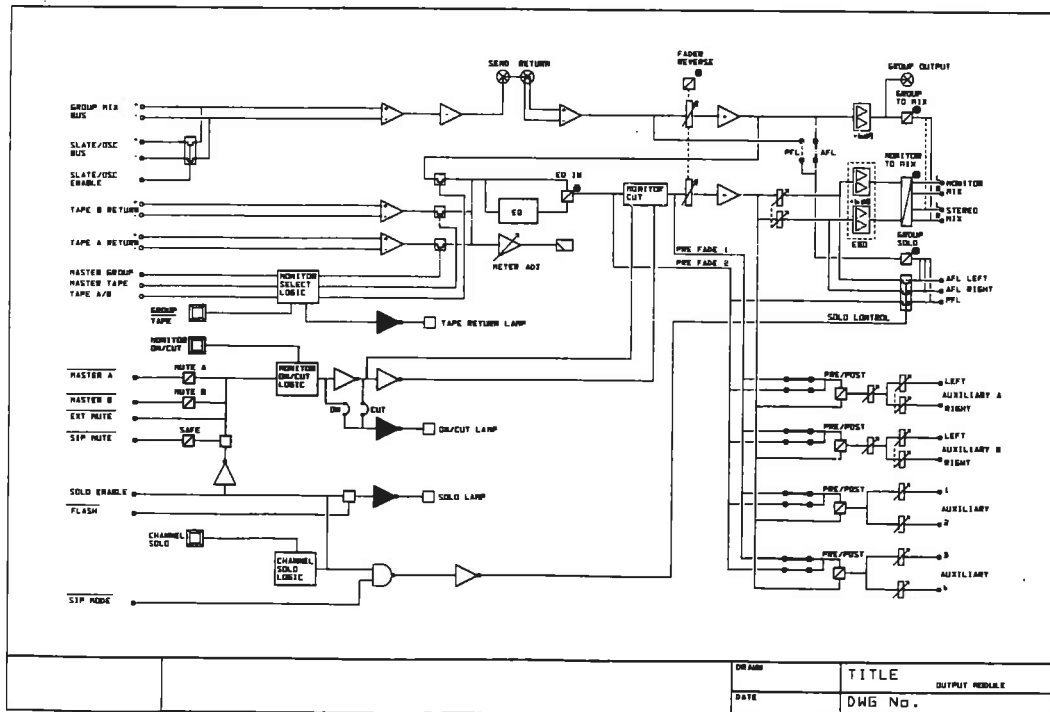 FADER
REVERSE
SEND RETURN
GROUP OUTPUT
GROUP
TO MIX
GROUP MIX
BUS
SLATE/OSC
BUS
SLATE/OSC
ENABLE
PFL
AFL
MONITOR
TO MIX
EQ IN
MONITOR
CUT
L
MONITOR
MIX
R
L
STEREO
MIX
R
TAPE B RETURN
EQ
EBO
TAPE A RETURN
GROUP
SOLO
METER ADJ
PRE FADE 1
PRE FADE 2
MASTER GROUP
MASTER TAPE
TAPE A/B
MONITOR
SELECT
LOGIC
AFL LEFT
AFL RIGHT
PFL
GROUP
TAPE
TAPE RETURN LAMP
SOLO CONTROL
MONITOR
ON/CUT
MASTER A
MUTE A
MONITOR
ON/CUT
LOGIC
MASTER B
MUTE B
EXT MUTE
ON
CUT
SIP MUTE
SAFE
ON/CUT LAMP
PRE/POST
LEFT
AUXILIARY A
RIGHT
PRE/POST
LEFT
AUXILIARY B
RIGHT
SOLO ENABLE
SOLO LAMP
FLASH
PRE/POST
1
AUXILIARY
2
CHANNEL
SOLO
CHANNEL
SOLO
LOGIC
PRE/POST
3
AUXILIARY
4
SIP MODE
DRAWN
DATE
TITLE
OUTPUT MODULE
DWG No.